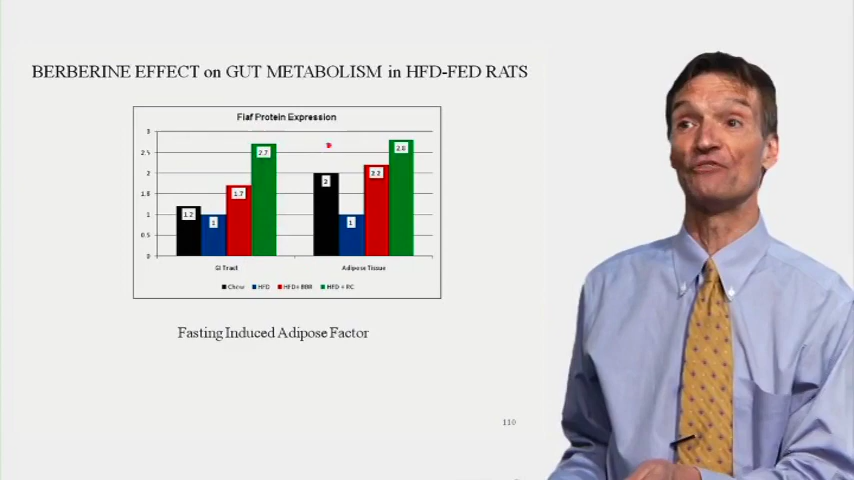 BERBERINE EFFECT on GUT METABOLISM in HFD-FED RATS
Fiaf Protein Expression
3
2.5
2
1.5
1
0.5
0
1.2
1
1.7
2.7
2
1
2.2
2.8
GI Tract
Adipose Tissue
Chow
HFD
HFD+BBR
HFD + RC
Fasting Induced Adipose Factor
110